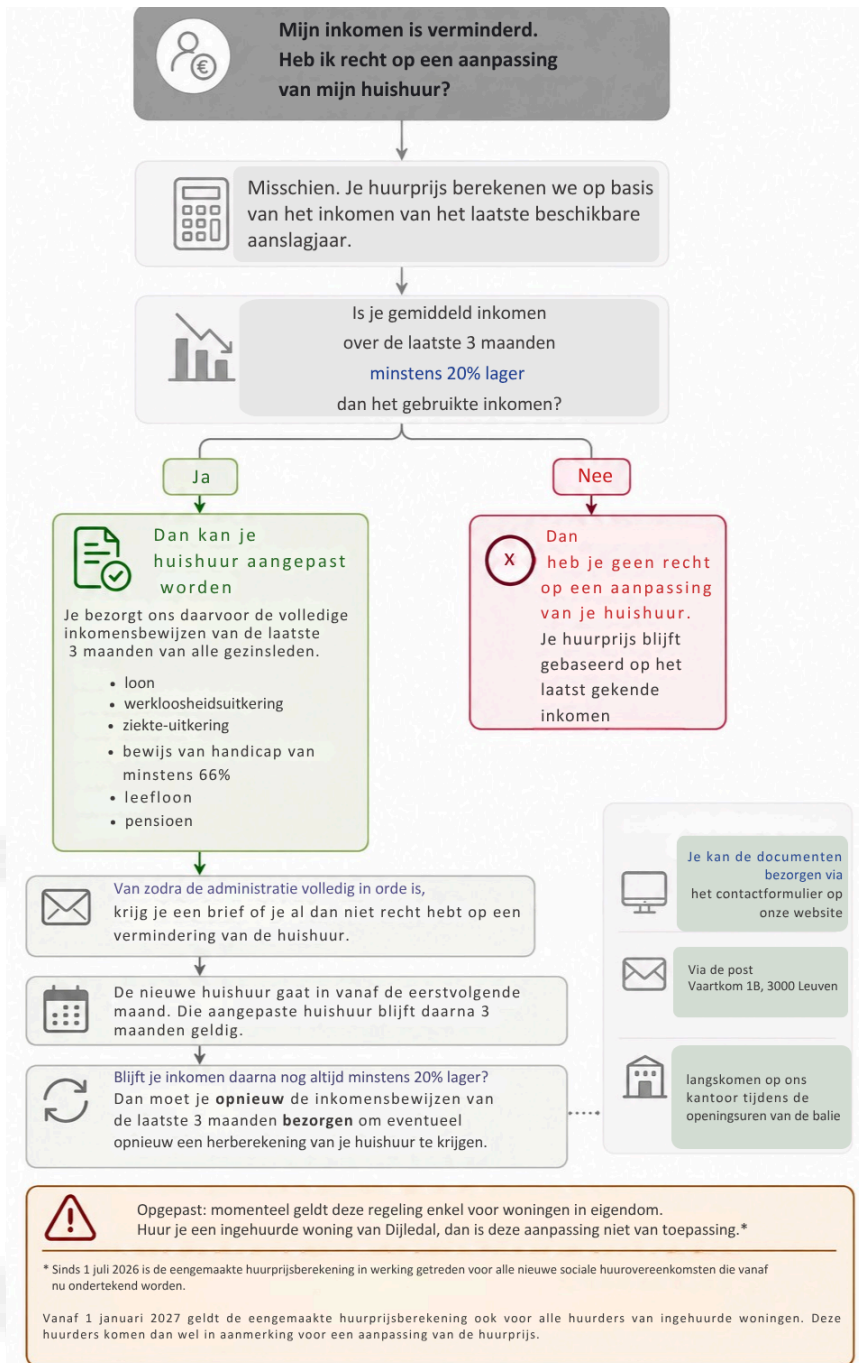 Mijn inkomen is verminderd.
Heb ik recht op een aanpassing
van mijn huishuur?
Misschien. Je huurprijs berekenen we op basis
van het inkomen van het laatste beschikbare
aanslagjaar.
Is je gemiddeld inkomen
over de laatste 3 maanden
minstens 20% lager
dan het gebruikte inkomen?
Ja
Nee
Dan kan je
huishuur aangepast
worden
Je bezorgt ons daarvoor de volledige
inkomensbewijzen van de laatste
3 maanden van alle gezinsleden.
• loon
• werkloosheidsuitkering
• ziekte-uitkering
• bewijs van handicap van
minstens 66%
• leefloon
• pensioen
X
Dan
heb je geen recht
op een aanpassing
van je huishuur.
Je huurprijs blijft
gebaseerd op het
laatst gekende
inkomen
Van zodra de administratie volledig in orde is,
krijg je een brief of je al dan niet recht hebt op een
vermindering van de huishuur.
De nieuwe huishuur gaat in vanaf de eerstvolgende
maand. Die aangepaste huishuur blijft daarna 3
maanden geldig.
Blijft je inkomen daarna nog altijd minstens 20% lager?
Dan moet je opnieuw de inkomensbewijzen van
de laatste 3 maanden bezorgen om eventueel
opnieuw een herberekening van je huishuur te krijgen.
Je kan de documenten
bezorgen via
het contactformulier op
onze website
Via de post
Vaartkom 1B, 3000 Leuven
langskomen op ons
kantoor tijdens de
openingsuren van de balie
Opgepast: momenteel geldt deze regeling enkel voor woningen in eigendom.
Huur je een ingehuurde woning van Dijledal, dan is deze aanpassing niet van toepassing.*
* Sinds 1 juli 2026 is de eengemaakte huurprijsberekening in werking getreden voor alle nieuwe sociale huurovereenkomsten die vanaf
nu ondertekend worden.
Vanaf 1 januari 2027 geldt de eengemaakte huurprijsberekening ook voor alle huurders van ingehuurde woningen. Deze
huurders komen dan wel in aanmerking voor een aanpassing van de huurprijs.